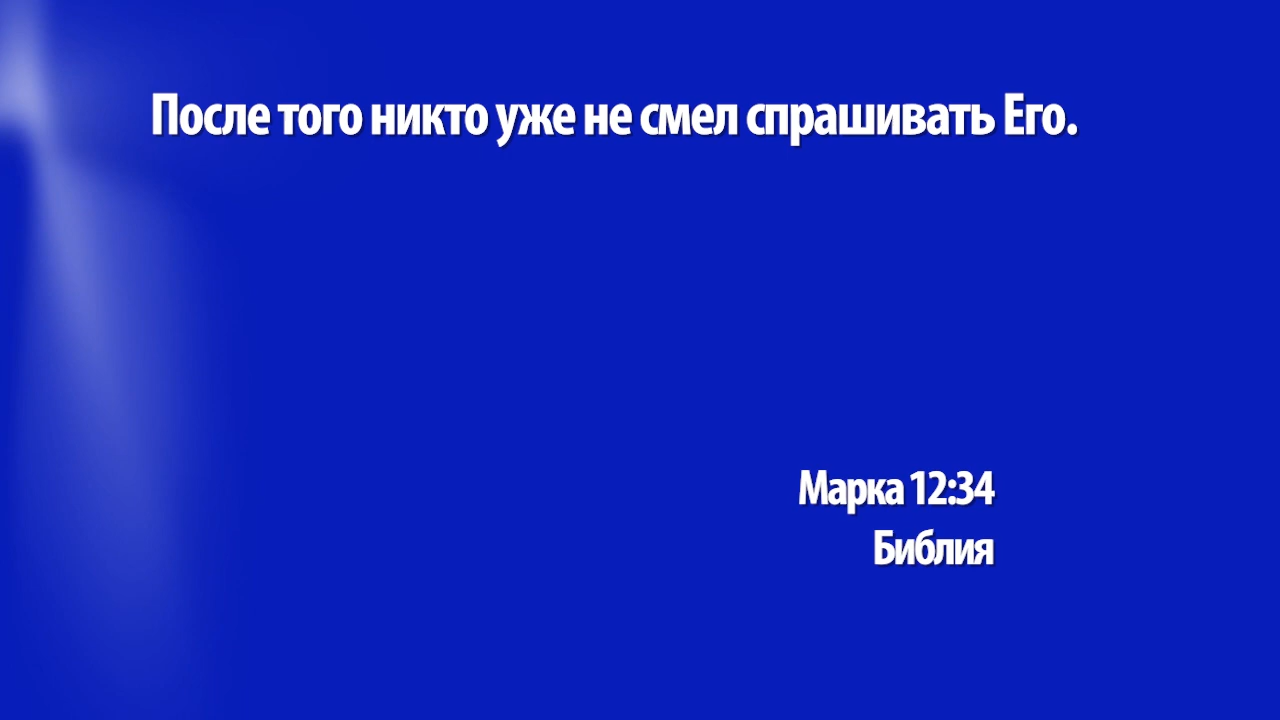 После того никто уже не смел спрашивать Его.
Марка 12:34
Библия